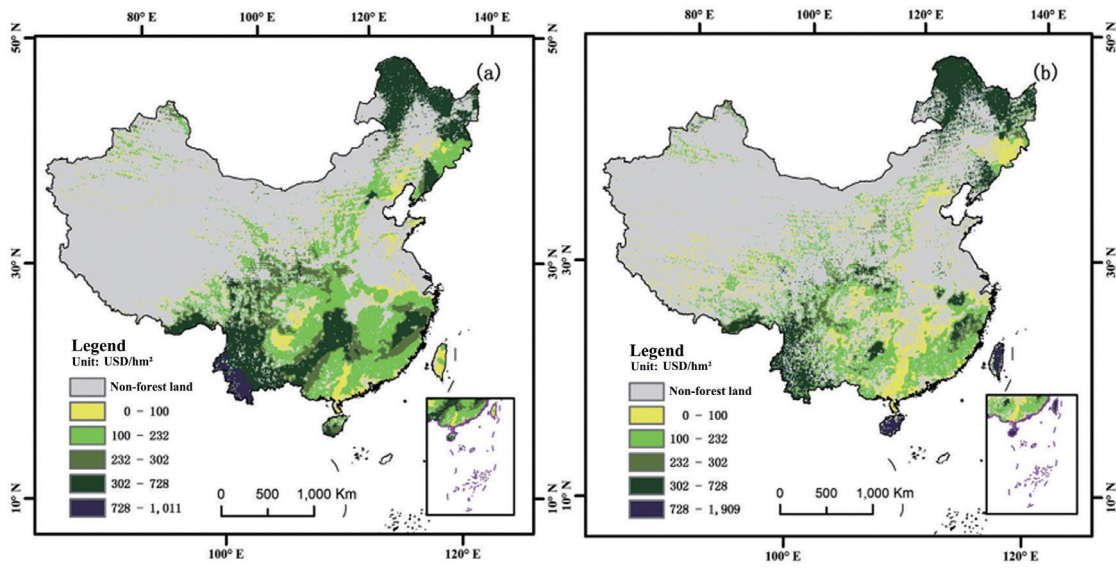 80° E 100° E 120° E 140° E
50° N
50° N
(a)
30° N
30° N
Legend
Unit: USD/hm²
Non-forest land
0 - 100
100 - 232
232 - 302
302 - 728
728 - 1,011
0 500 1,000 Km
10° N
10° N
100° E 120° E
80° E 100° E 120° E 140° E
50° N
50° N
(b)
30° N
30° N
Legend
Unit: USD/hm²
Non-forest land
0 - 100
100 - 232
232 - 302
302 - 728
728 - 1,909
0 500 1,000 Km
10° N
10° N
100° E 120° E